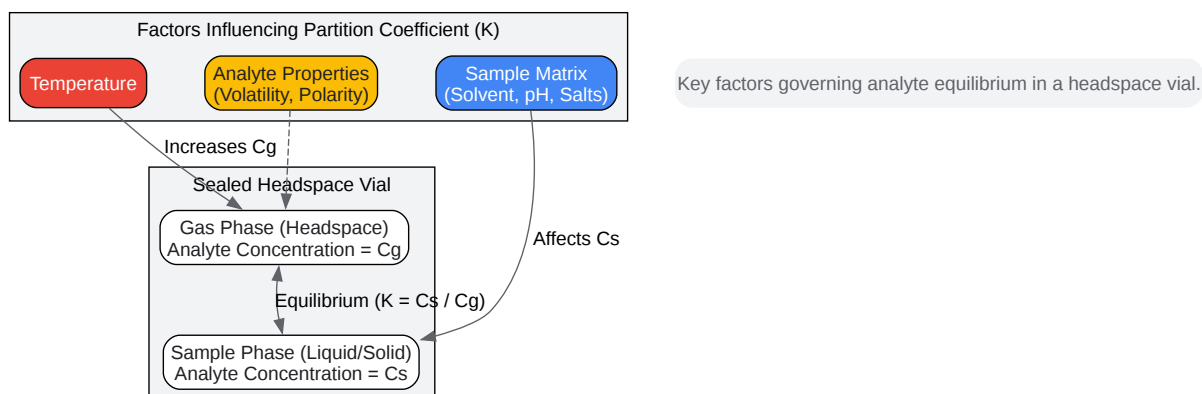 Factors Influencing Partition Coefficient (K)
Temperature
Analyte Properties
(Volatility, Polarity)
Sample Matrix
(Solvent, pH, Salts)
Key factors governing analyte equilibrium in a headspace vial.
Increases Cg
Sealed Headspace Vial
Gas Phase (Headspace)
Analyte Concentration = Cg
Affects Cs
Equilibrium (K = Cs / Cg)
Sample Phase (Liquid/Solid)
Analyte Concentration = Cs